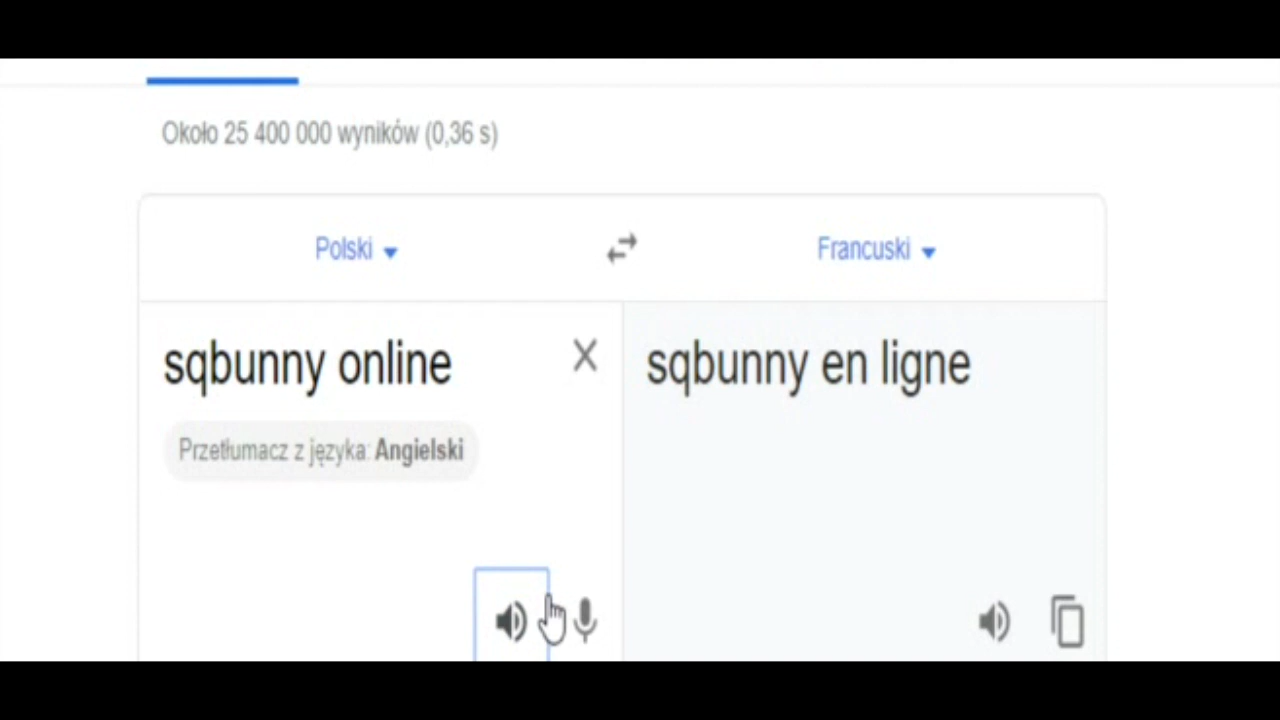 Około 25 400 000 wyników (0,36 s)
Polski
Francuski
sqbunny online
sqbunny en ligne
Przetłumacz z języka: Angielski